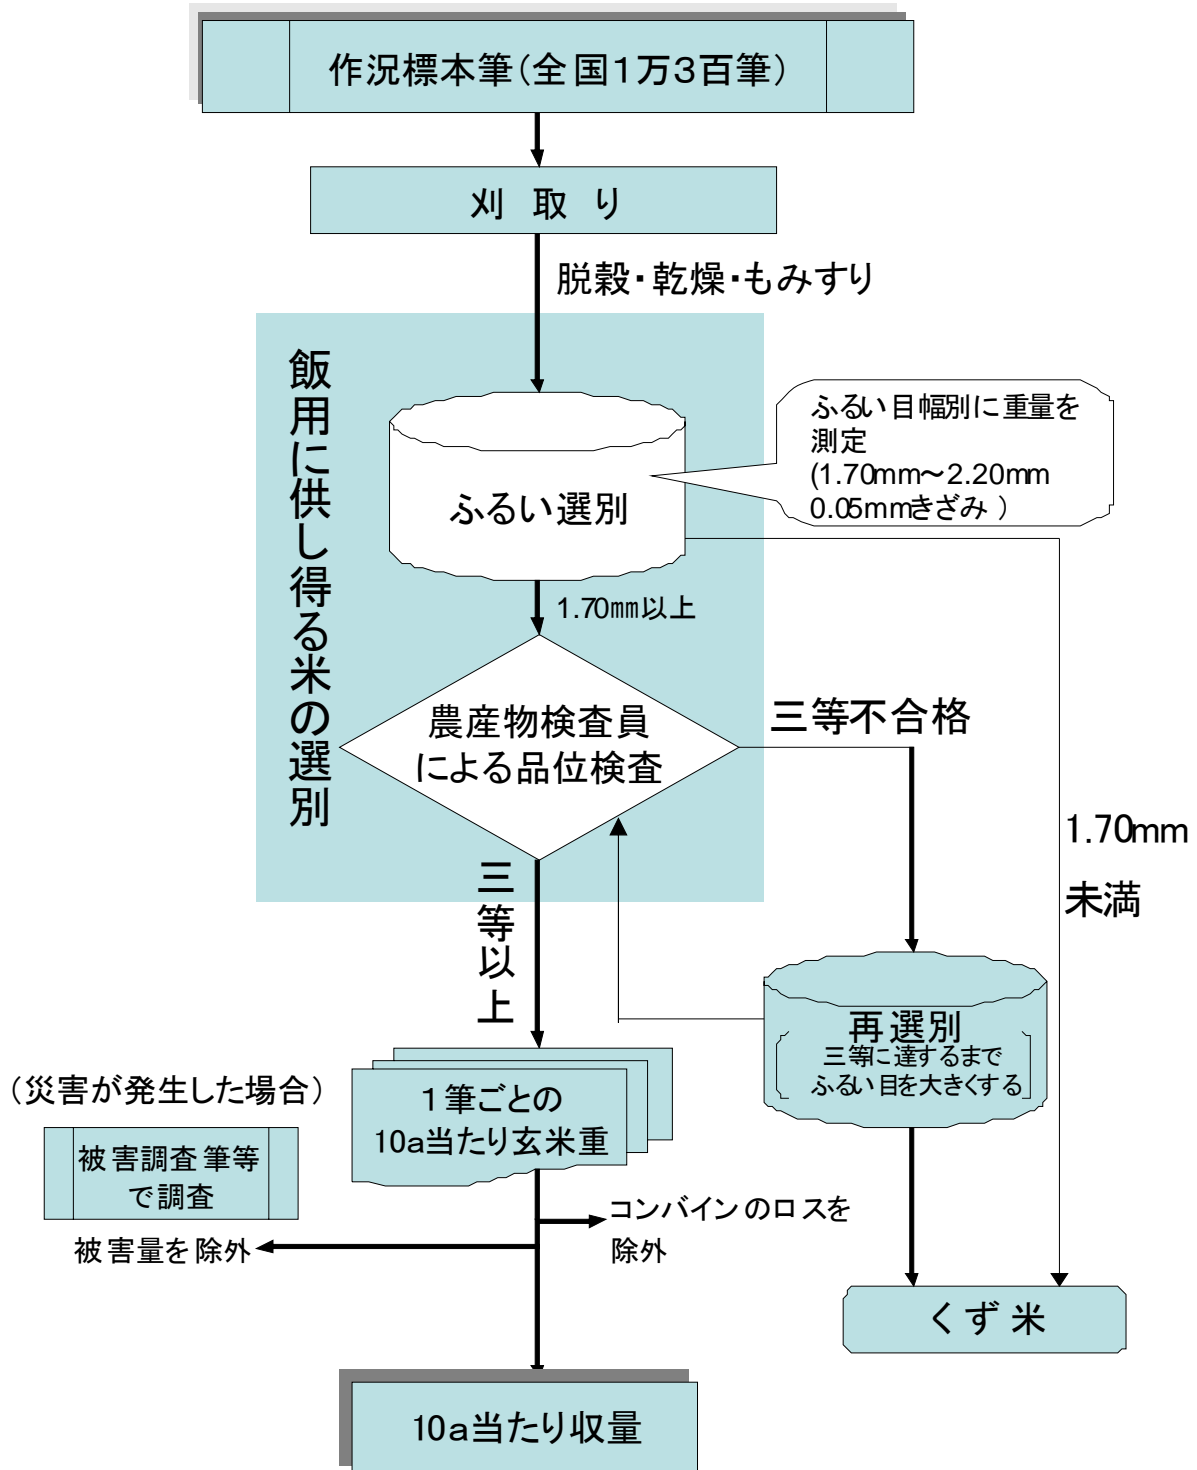 作況標本筆(全国1万3百筆)
刈取り
脱穀・乾燥・もみすり
飯用に供し得る米の選別
ふるい目幅別に重量を
測定
(1.70mm～2.20mm
0.05mmきざみ)
ふるい選別
1.70㎜以上
農産物検査員
による品位検査
三等不合格
1.70mm
未満
三等以上
再選別
三等に達するまで
ふるい目を大きくする
(災害が発生した場合)
被害調査筆等
で調査
1筆ごとの
10a当たり玄米重
コンバインのロスを
除外
被害量を除外
くず米
10a当たり収量